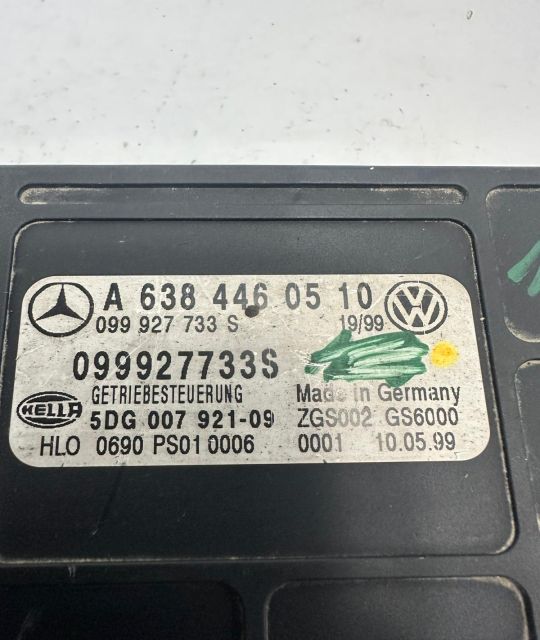 A 638 446 05 10
099 927 733 S 19/99
VW
099927733S
GETRIEBESTEUERUNG Made in Germany
HELLA 5DG 007 921-09 ZGS002 GS6000
HLO 0690 PS01 0006 0001 10.05.99